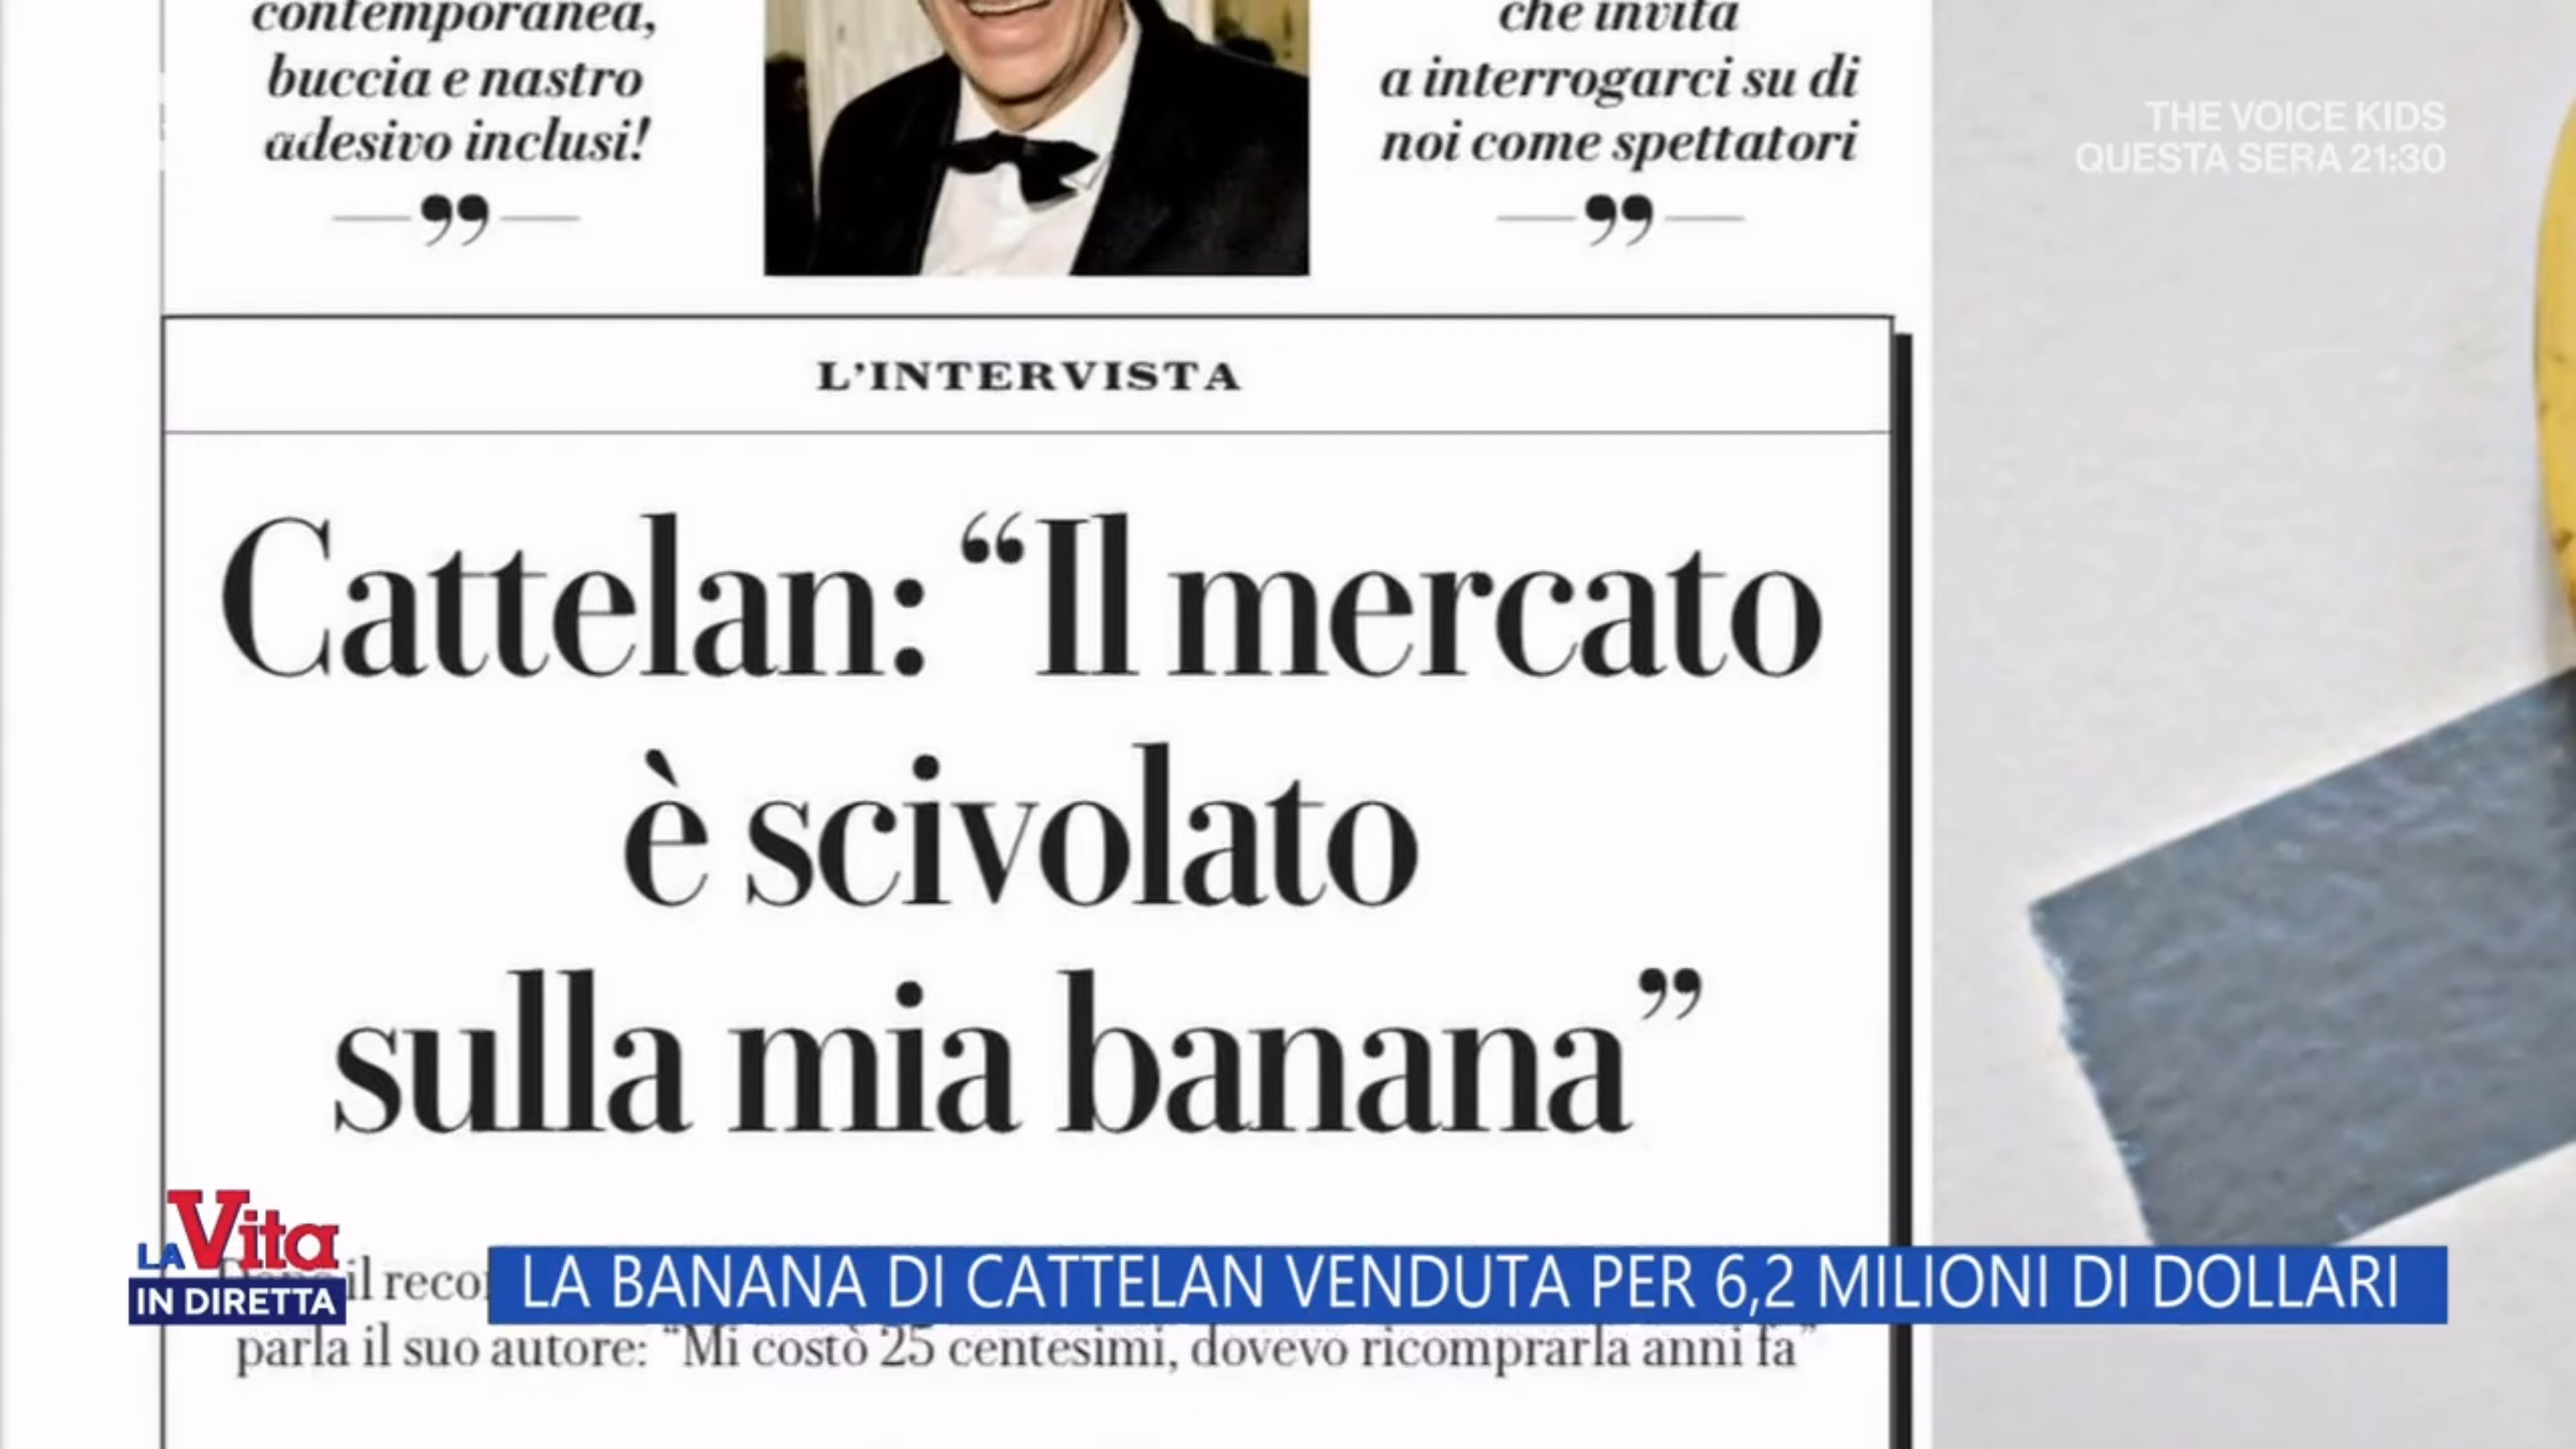 contemporanea,
buccia e nastro
adesivo inclusi!
”
che invita
a interrogarci su di
noi come spettatori
”
THE VOICE KIDS
QUESTA SERA 21:30
L'INTERVISTA
Cattelan: “Il mercato
è scivolato
sulla mia banana”
il
LA Vita
IN DIRETTA
LA BANANA DI CATTELAN VENDUTA PER 6,2 MILIONI DI DOLLARI
parla il suo autore: “Mi costò 25 centesimi, dovevo ricomprarla anni fa”